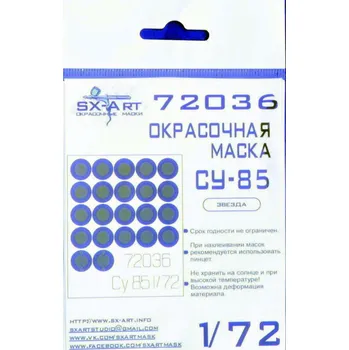 SX-ART
ОКРАСОЧНЫЕ МАСКИ
72036
ОКРАСОЧНАЯ
МАСКА
СУ-85
ЗВЕЗДА
72036
Су 85 1/72
• Срок годности не ограничен.
• При наклеивании масок
рекомендуется использовать
пинцет.
• Не хранить на солнце и при
высокой температуре!
Возможна деформация
материала.
HTTP://WWW.SX-ART.INFO
SXARTSTUDIO@GMAIL.COM
WWW.VK.COM/SXARTMASK
WWW.FACEBOOK.COM/SXARTMASK
1/72